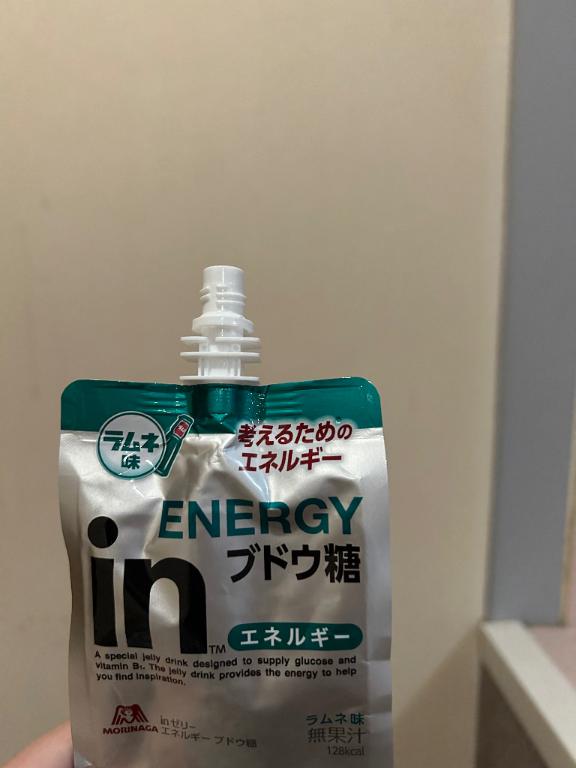 ラムネ
味
考えるための
エネルギー
ENERGY
in™
ブドウ糖
エネルギー
A special jelly drink designed to supply glucose and
vitamin B₁. The jelly drink provides the energy to help
you find inspiration.
MORINAGA
inゼリー
エネルギー ブドウ糖
ラムネ味
無果汁
128kcal